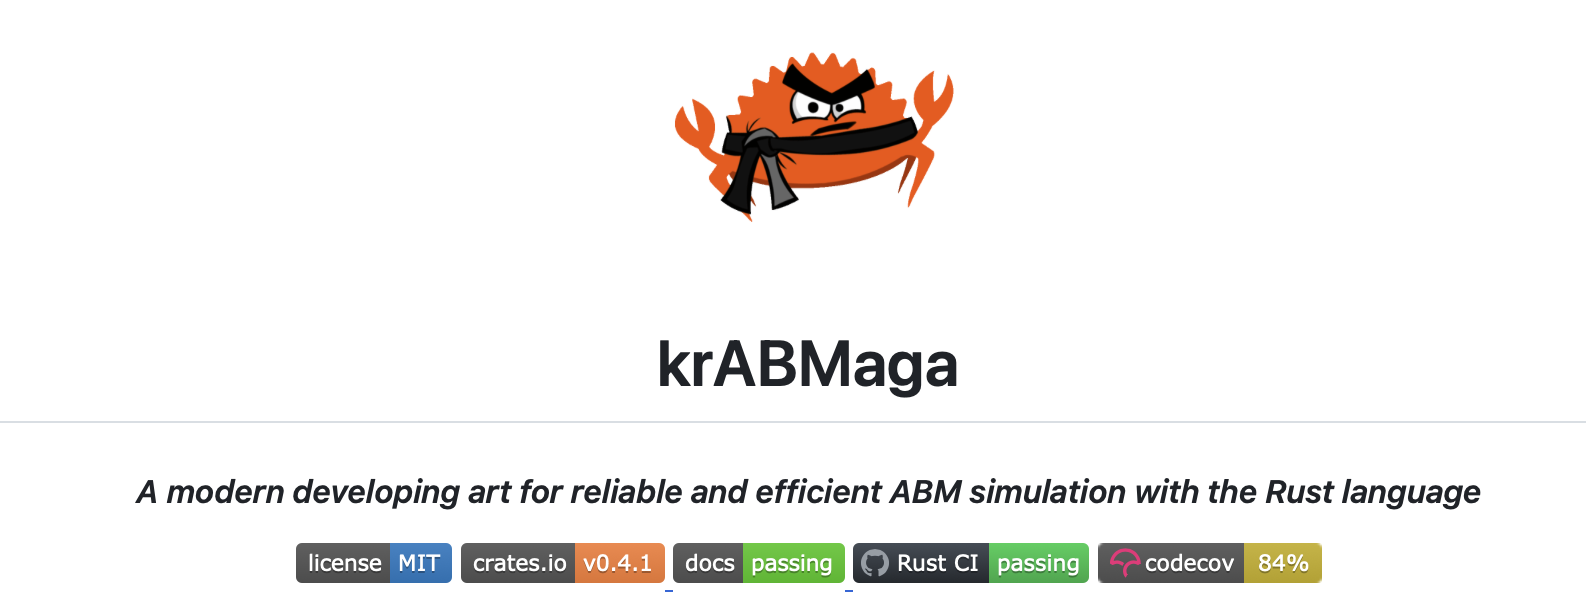 krABMaga
A modern developing art for reliable and efficient ABM simulation with the Rust language
license MIT crates.io v0.4.1 docs passing Rust CI passing codecov 84%